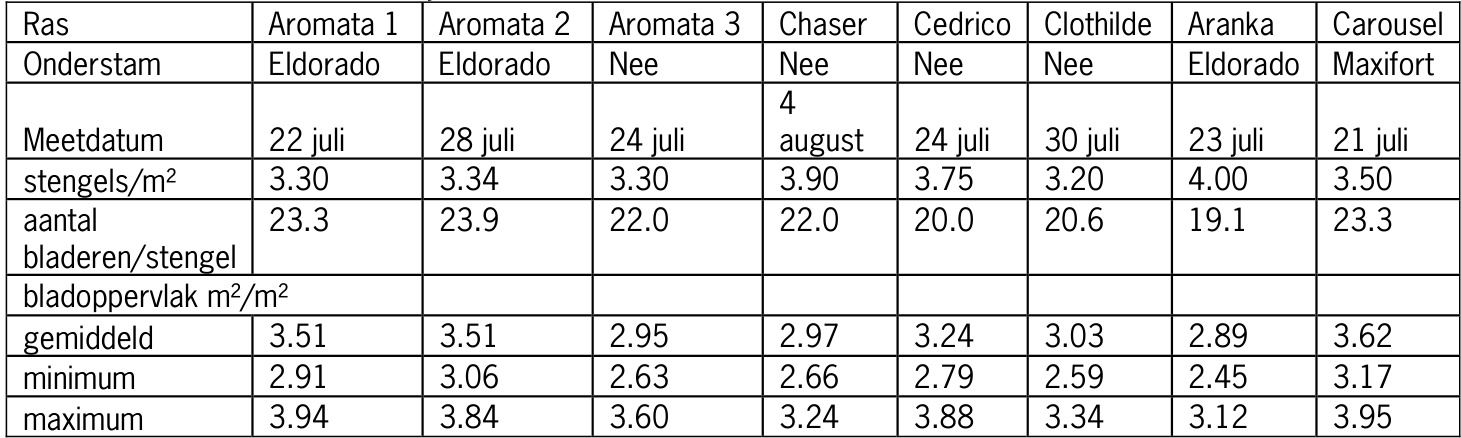 Ras Aromata 1 Aromata 2 Aromata 3 Chaser Cedrico Clothilde Aranka Carousel
Onderstam Eldorado Eldorado Nee Nee Nee Nee Eldorado Maxifort
4
Meetdatum 22 juli 28 juli 24 juli august 24 juli 30 juli 23 juli 21 juli
stengels/m² 3.30 3.34 3.30 3.90 3.75 3.20 4.00 3.50
aantal 23.3 23.9 22.0 22.0 20.0 20.6 19.1 23.3
bladeren/stengel
bladoppervlak m²/m²
gemiddeld 3.51 3.51 2.95 2.97 3.24 3.03 2.89 3.62
minimum 2.91 3.06 2.63 2.66 2.79 2.59 2.45 3.17
maximum 3.94 3.84 3.60 3.24 3.88 3.34 3.12 3.95